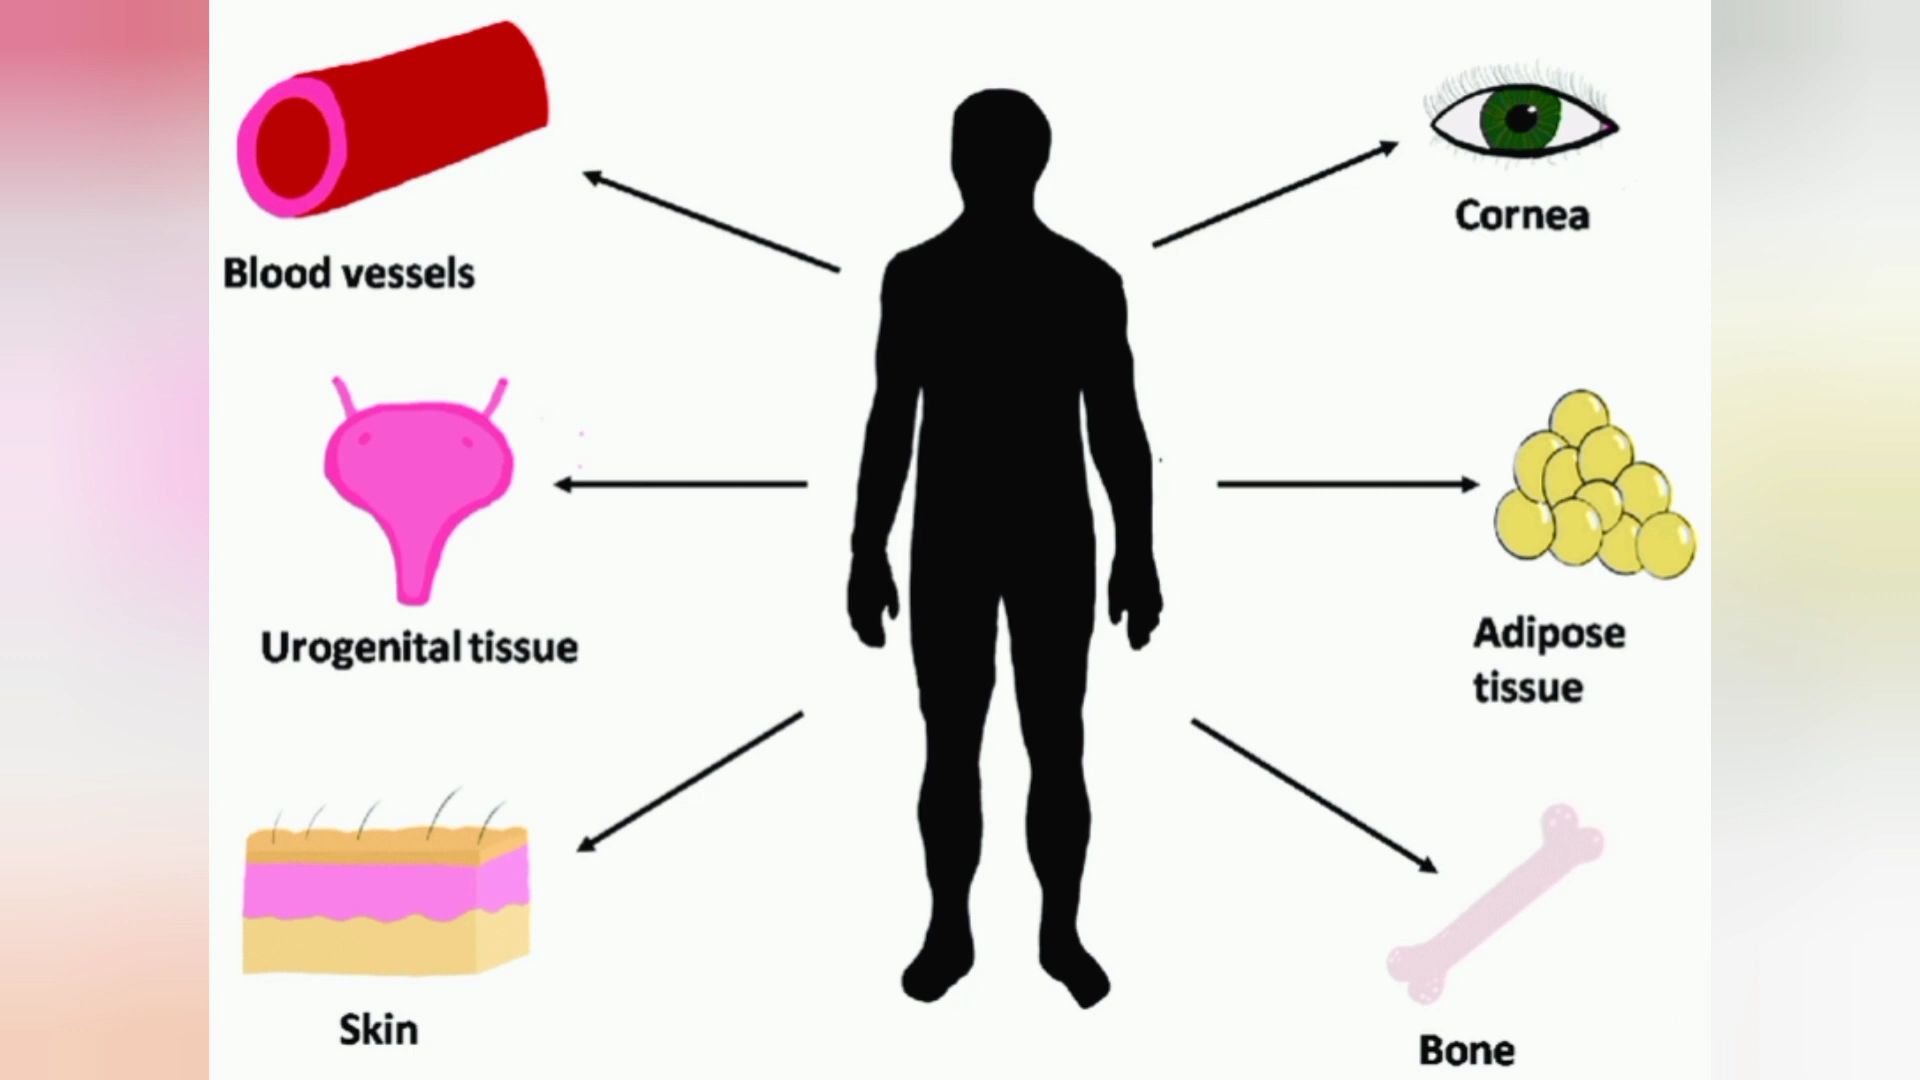 Blood vessels
Cornea
Urogenital tissue
Adipose
tissue
Skin
Bone